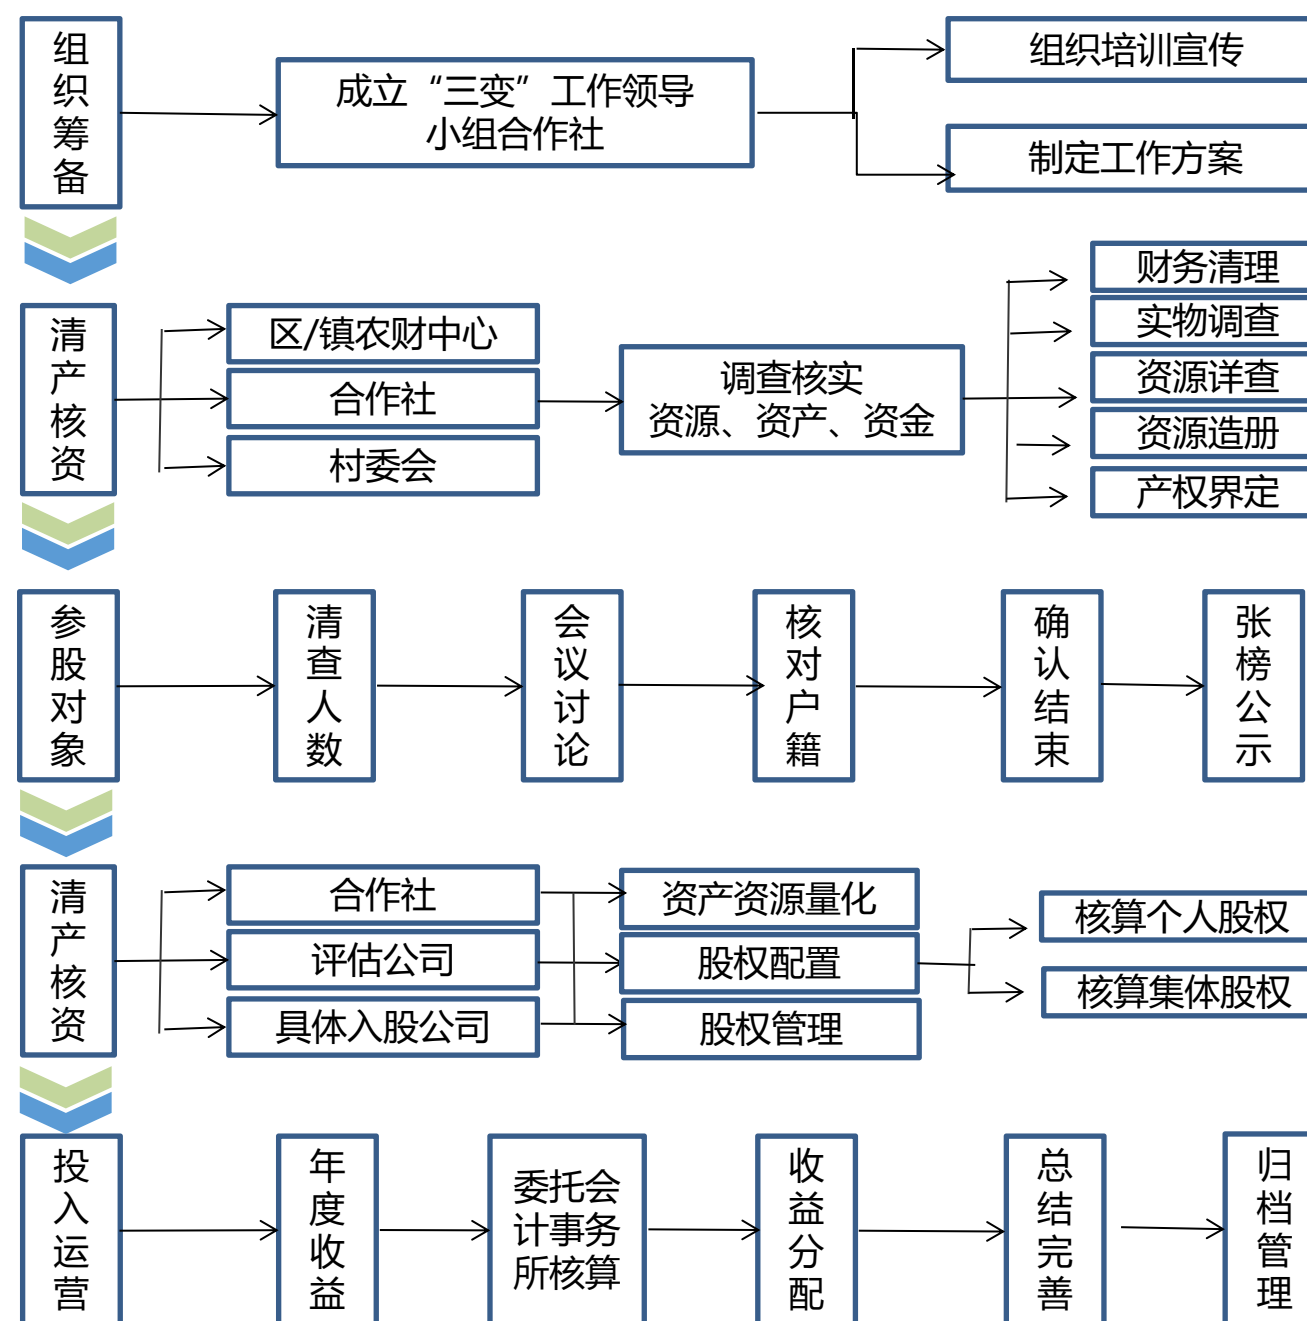 组织筹备
成立“三变”工作领导
小组合作社
组织培训宣传
制定工作方案
清产核资
区/镇农财中心
合作社
村委会
调查核实
资源、资产、资金
财务清理
实物调查
资源详查
资源造册
产权界定
参股对象
清查人数
会议讨论
核对户籍
确认结束
张榜公示
清产核资
合作社
评估公司
具体入股公司
资产资源量化
股权配置
股权管理
核算个人股权
核算集体股权
投入运营
年度收益
委托会
计事务
所核算
收益分配
总结完善
归档管理